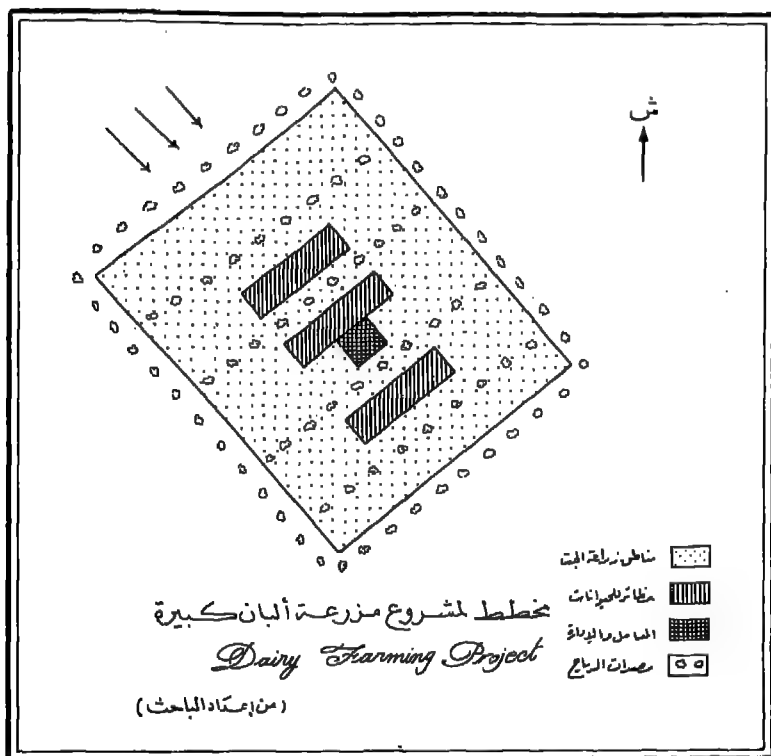 ش
مناطق زراعة الجت
حظائر للحيوانات
المعامل والإدارة
مصدات الرياح
مخطط لمشروع مزرعة ألبان كبيرة
Dairy Farming Project
(من إعداد الباحث)